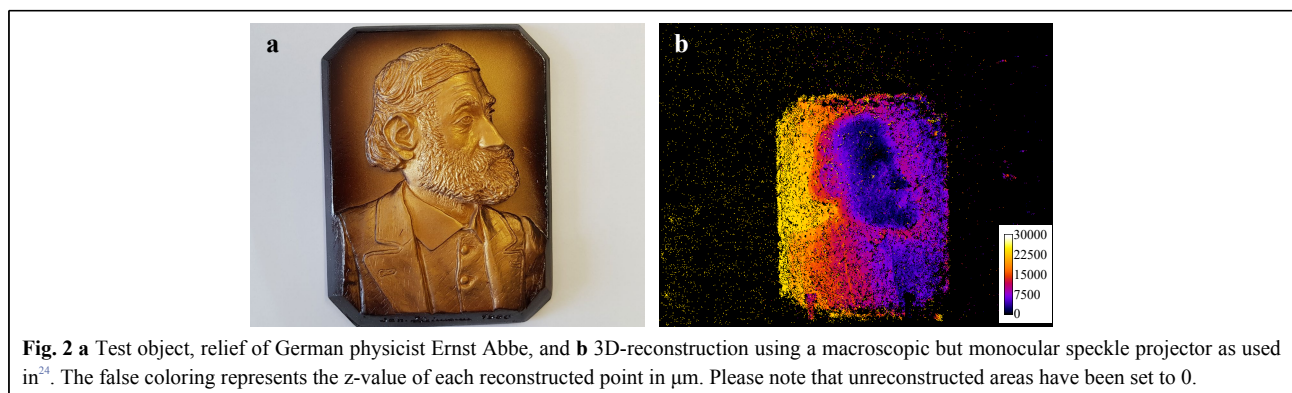 a
b
30000
22500
15000
7500
0
Fig. 2 a Test object, relief of German physicist Ernst Abbe, and b 3D-reconstruction using a macroscopic but monocular speckle projector as used
in24. The false coloring represents the z-value of each reconstructed point in μm. Please note that unreconstructed areas have been set to 0.